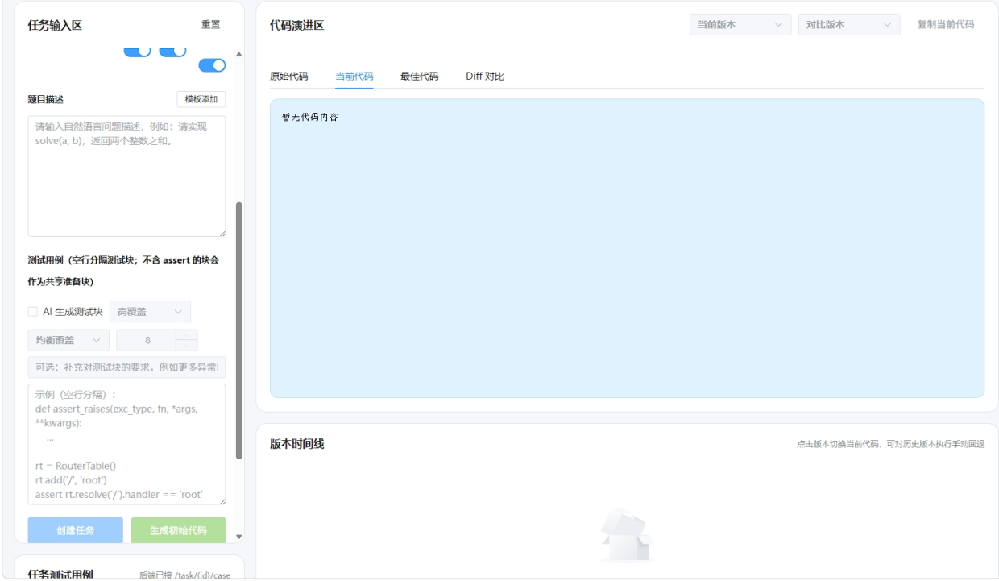 任务输入区
重置
题目描述
模板添加
请输入自然语言问题描述，例如：请实现
solve(a, b)，返回两个整数之和。
测试用例（空行分隔测试块；不含 assert 的块会
作为共享准备块）
AI 生成测试块
高覆盖
均衡覆盖
8
可选：补充对测试块的要求，例如更多异常
示例（空行分隔）:
def assert_raises(exc_type, fn, *args,
**kwargs):
...
rt = RouterTable()
rt.add('/', 'root')
assert rt.resolve('/').handler == 'root'
创建任务
生成初始代码
任务测试用例
后端已接 /task/{id}/case
代码演进区
当前版本
对比版本
复制当前代码
原始代码
当前代码
最佳代码
Diff 对比
暂无代码内容
版本时间线
点击版本切换当前代码，可对历史版本执行手动回退